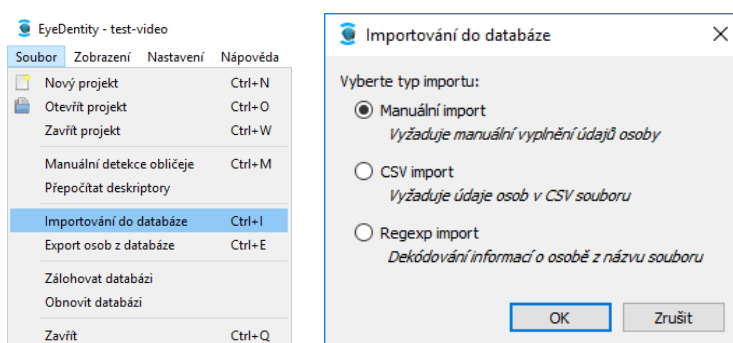 EyeDentity - test-video
Soubor Zobrazení Nastavení Nápověda
Nový projekt Ctrl+N
Otevřít projekt Ctrl+O
Zavřít projekt Ctrl+W
Manuální detekce obličeje Ctrl+M
Přepočítat deskriptory
Importování do databáze Ctrl+I
Export osob z databáze Ctrl+E
Zálohovat databázi
Obnovit databázi
Zavřít Ctrl+Q
Importování do databáze
Vyberte typ importu:
Manuální import
Vyžaduje manuální vyplnění údajů osoby
CSV import
Vyžaduje údaje osob v CSV souboru
Regexp import
Dekódování informací o osobě z názvu souboru
OK Zrušit